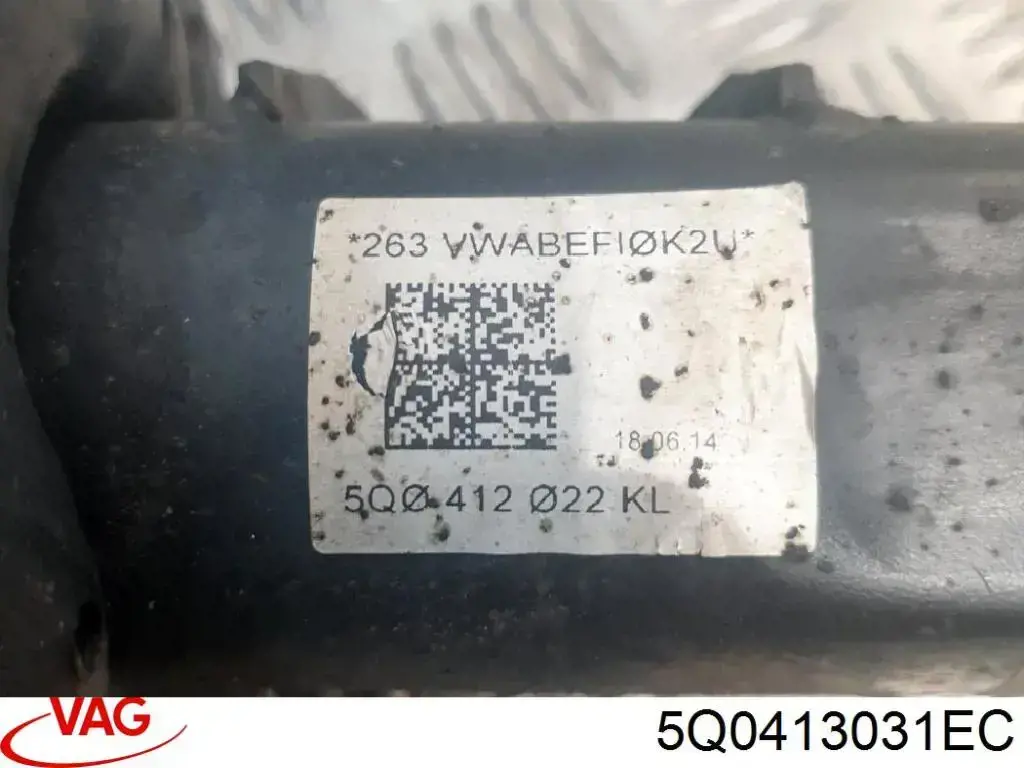 *263 VWABEFIØK2U*
18.06.14
5QØ 412 Ø22 KL
VAG
5Q0413031EC